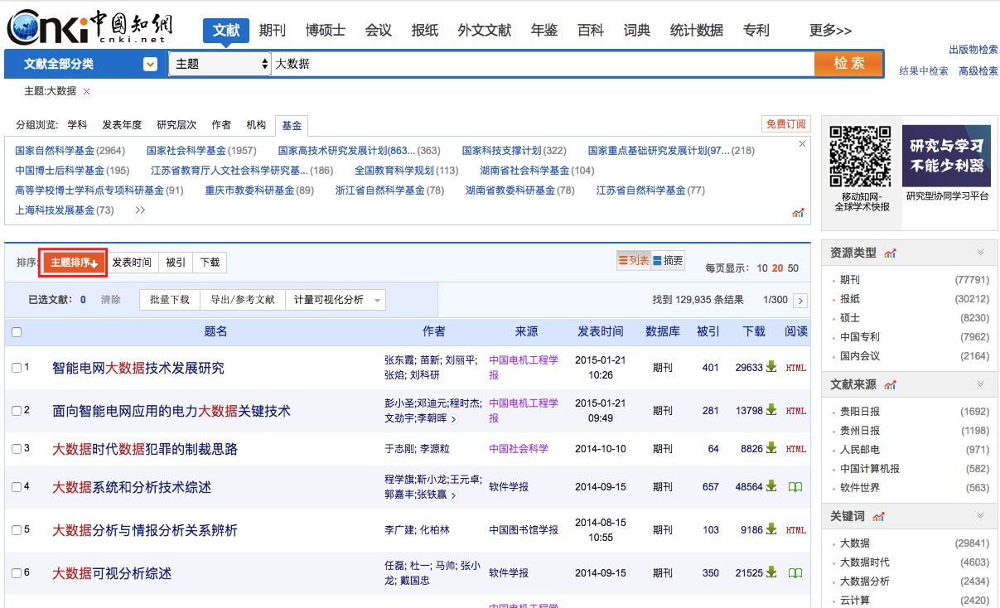 Cnki 中国知網
cnki.net
文献 期刊 博硕士 会议 报纸 外文文献 年鉴 百科 词典 统计数据 专利 更多>>
文献全部分类 主题 大数据 检索
出版物检索
结果中检索 高级检索
主题:大数据 ×
分组浏览: 学科 发表年度 研究层次 作者 机构 基金 免费订阅
国家自然科学基金(2964) 国家社会科学基金(1957) 国家高技术研究发展计划(863...(363) 国家科技支撑计划(322) 国家重点基础研究发展计划(97...(218)
中国博士后科学基金(195) 江苏省教育厅人文社会科学研究基...(186) 全国教育科学规划(113) 湖南省社会科学基金(104)
高等学校博士学科点专项科研基金(91) 重庆市教委科研基金(89) 浙江省自然科学基金(78) 湖南省教委科研基金(78) 江苏省自然科学基金(77)
上海科技发展基金(73) >>
研究与学习
不能少利器
移动知网-
全球学术快报
研究型协同学习平台
排序: 主题排序 发表时间 被引 下载 列表 摘要 每页显示: 10 20 50
已选文献: 0 清除 批量下载 导出/参考文献 计量可视化分析 找到 129,935 条结果 1/300 >
题名 作者 来源 发表时间 数据库 被引 下载 阅读
1 智能电网大数据技术发展研究 张东霞; 苗新; 刘丽平; 中国电机工程学 2015-01-21 期刊 401 29633 HTML
张焰; 刘科研 报 10:26
2 面向智能电网应用的电力大数据关键技术 彭小圣;邓迪元;程时杰; 中国电机工程学 2015-01-21 期刊 281 13798 HTML
文劲宇;李朝晖 报 09:49
3 大数据时代数据犯罪的制裁思路 于志刚; 李源粒 中国社会科学 2014-10-10 期刊 64 8826 HTML
4 大数据系统和分析技术综述 程学旗;靳小龙;王元卓; 软件学报 2014-09-15 期刊 657 48564
郭嘉丰;张铁赢
5 大数据分析与情报分析关系辨析 李广建; 化柏林 中国图书馆学报 2014-08-15 期刊 103 9186 HTML
10:55
6 大数据可视分析综述 任磊; 杜一; 马帅; 张小 软件学报 2014-09-15 期刊 350 21525
龙; 戴国忠
中国电机工程学
资源类型
期刊 (77791)
报纸 (30212)
硕士 (8230)
中国专利 (7962)
国内会议 (2164)
文献来源
贵阳日报 (1692)
贵州日报 (1198)
人民邮电 (971)
中国计算机报 (582)
软件世界 (563)
关键词
大数据 (29841)
大数据时代 (4603)
大数据分析 (2434)
云计算 (2420)